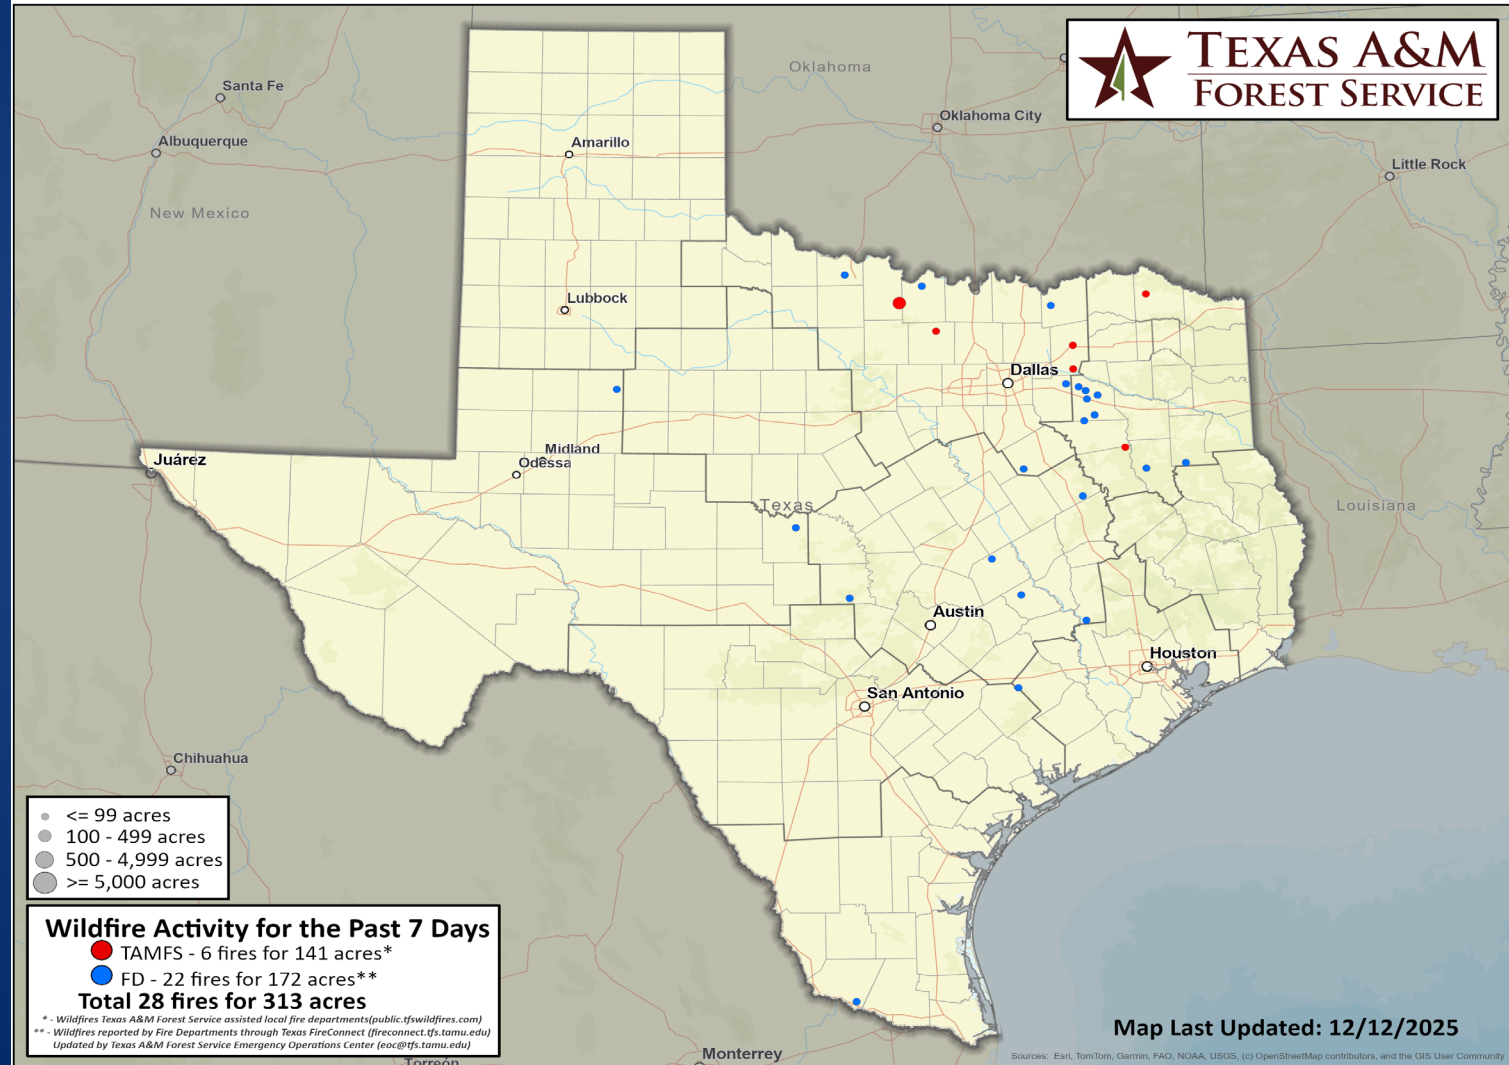 TEXAS A&M
FOREST SERVICE
Oklahoma
Santa Fe
Oklahoma City
Albuquerque
Amarillo
Little Rock
New Mexico
Lubbock
Dallas
Juárez
Midland
Odessa
Texas
Louisiana
Austin
Houston
San Antonio
Chihuahua
<= 99 acres
100 - 499 acres
500 - 4,999 acres
>= 5,000 acres
Wildfire Activity for the Past 7 Days
TAMFS - 6 fires for 141 acres*
FD - 22 fires for 172 acres**
Total 28 fires for 313 acres
* - Wildfires Texas A&M Forest Service assisted local fire departments(public.tfswildfires.com)
** - Wildfires reported by Fire Departments through Texas FireConnect (fireconnect.tfs.tamu.edu)
Updated by Texas A&M Forest Service Emergency Operations Center (eoc@tfs.tamu.edu)
Map Last Updated: 12/12/2025
Monterrey
Torreón
Sources: Esri, TomTom, Garmin, FAO, NOAA, USGS, (c) OpenStreetMap contributors, and the GIS User Community